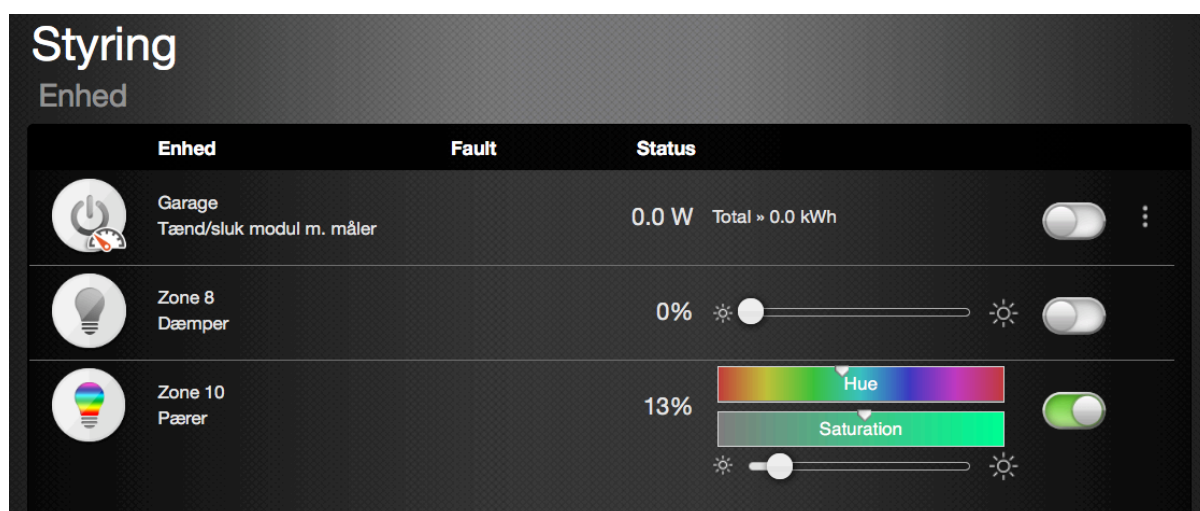 Styring
Enhed
Enhed Fault Status
Garage
Tænd/sluk modul m. måler
0.0 W Total » 0.0 kWh
Zone 8
Dæmper
0%
Zone 10
Pærer
13%
Hue
Saturation